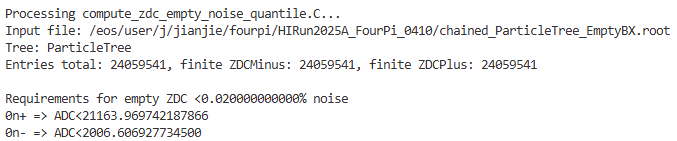 Processing compute_zdc_empty_noise_quantile.C...
Input file: /eos/user/j/jianjie/fourpi/HIRun2025A_FourPi_0410/chained_ParticleTree_EmptyBX.root
Tree: ParticleTree
Entries total: 24059541, finite ZDCMinus: 24059541, finite ZDCPlus: 24059541

Requirements for empty ZDC <0.020000000000% noise
0n+ => ADC<21163.969742187866
0n- => ADC<2006.606927734500